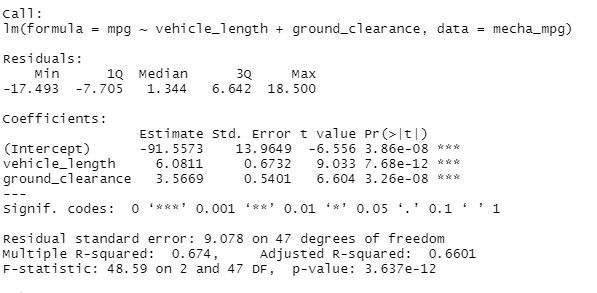 Call:
lm(formula = mpg ~ vehicle_length + ground_clearance, data = mecha_mpg)
Residuals:
Min 1Q Median 3Q Max
-17.493 -7.705 1.344 6.642 18.500
Coefficients:
Estimate Std. Error t value Pr(>|t|)
(Intercept) -91.5573 13.9649 -6.556 3.86e-08 ***
vehicle_length 6.0811 0.6732 9.033 7.68e-12 ***
ground_clearance 3.5669 0.5401 6.604 3.26e-08 ***
---
Signif. codes: 0 ‘***’ 0.001 ‘**’ 0.01 ‘*’ 0.05 ‘.’ 0.1 ‘ ’ 1
Residual standard error: 9.078 on 47 degrees of freedom
Multiple R-squared: 0.674, Adjusted R-squared: 0.6601
F-statistic: 48.59 on 2 and 47 DF, p-value: 3.637e-12